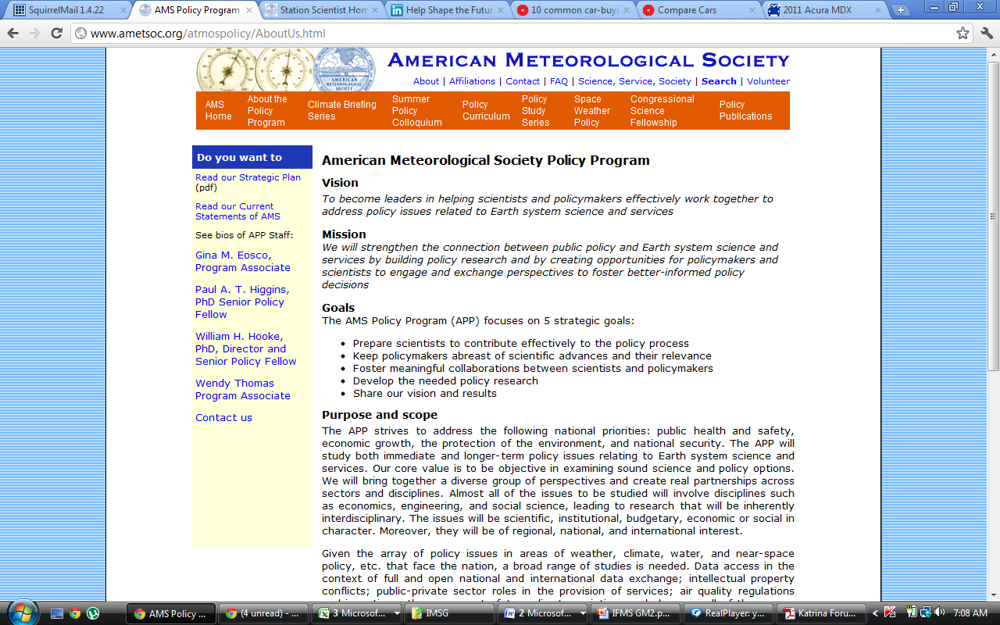 SquirrelMail 1.4.22
AMS Policy Program
Station Scientist Hom
Help Shape the Futur
10 common car-buyi
Compare Cars
2011 Acura MDX
www.ametsoc.org/atmospolicy/AboutUs.html
AMERICAN METEOROLOGICAL SOCIETY
About | Affiliations | Contact | FAQ | Science, Service, Society | Search | Volunteer
AMS Home
About the Policy Program
Climate Briefing Series
Summer Policy Colloquium
Policy Curriculum
Policy Study Series
Space Weather Policy
Congressional Science Fellowship
Policy Publications
Do you want to
Read our Strategic Plan
(pdf)
Read our Current
Statements of AMS
See bios of APP Staff:
Gina M. Eosco,
Program Associate
Paul A. T. Higgins,
PhD Senior Policy
Fellow
William H. Hooke,
PhD, Director and
Senior Policy Fellow
Wendy Thomas
Program Associate
Contact us
American Meteorological Society Policy Program
Vision
To become leaders in helping scientists and policymakers effectively work together to
address policy issues related to Earth system science and services
Mission
We will strengthen the connection between public policy and Earth system science and
services by building policy research and by creating opportunities for policymakers and
scientists to engage and exchange perspectives to foster better-informed policy
decisions
Goals
The AMS Policy Program (APP) focuses on 5 strategic goals:
• Prepare scientists to contribute effectively to the policy process
• Keep policymakers abreast of scientific advances and their relevance
• Foster meaningful collaborations between scientists and policymakers
• Develop the needed policy research
• Share our vision and results
Purpose and scope
The APP strives to address the following national priorities: public health and safety,
economic growth, the protection of the environment, and national security. The APP will
study both immediate and longer-term policy issues relating to Earth system science and
services. Our core value is to be objective in examining sound science and policy options.
We will bring together a diverse group of perspectives and create real partnerships across
sectors and disciplines. Almost all of the issues to be studied will involve disciplines such
as economics, engineering, and social science, leading to research that will be inherently
interdisciplinary. The issues will be scientific, institutional, budgetary, economic or social in
character. Moreover, they will be of regional, national, and international interest.
Given the array of policy issues in areas of weather, climate, water, and near-space
policy, etc. that face the nation, a broad range of studies is needed. Data access in the
context of full and open national and international data exchange; intellectual property
conflicts; public-private sector roles in the provision of services; air quality regulations
AMS Policy ...
(4 unread) - ...
3 Microsof...
IMSG
2 Microsof...
IFMS GM2.p...
RealPlayer: y...
Katrina Foru...
7:08 AM